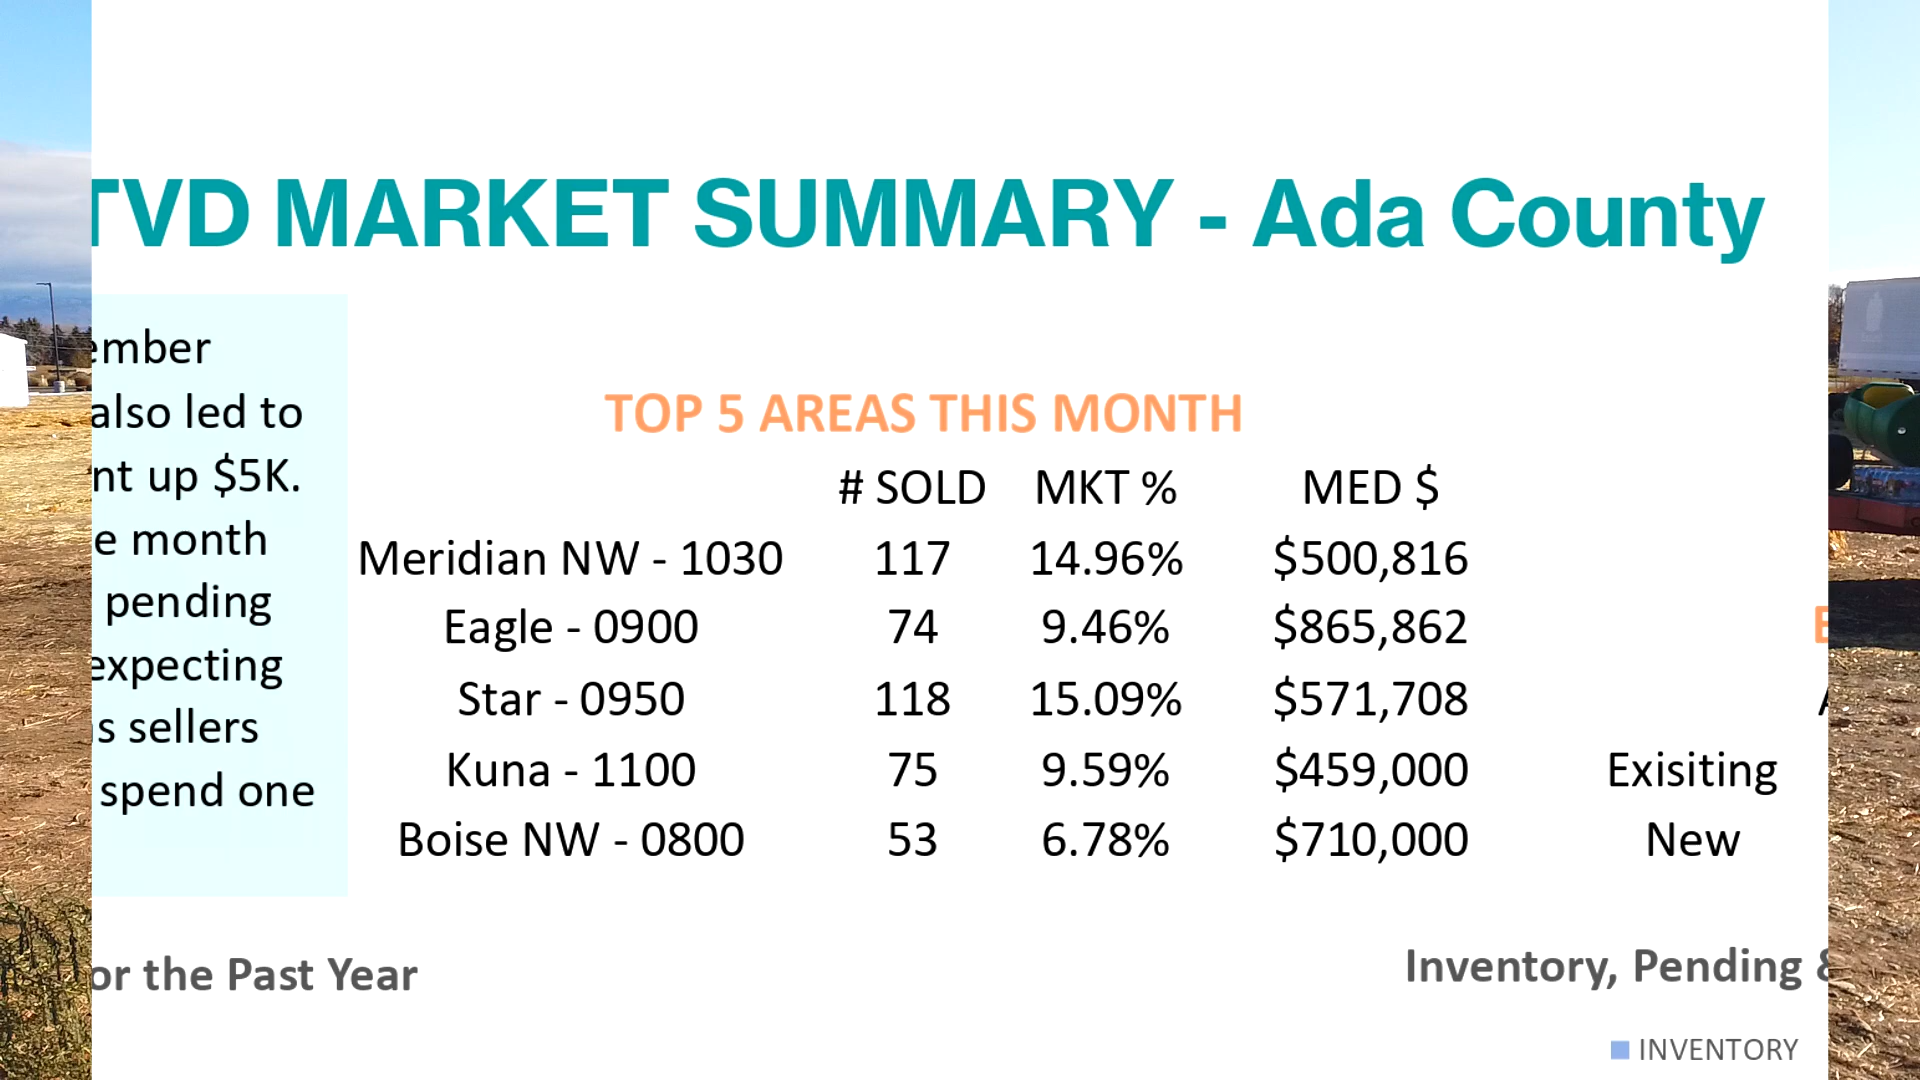 TVD MARKET SUMMARY - Ada County
also led to
up $5K.
month
pending
expecting
sellers
spend one
TOP 5 AREAS THIS MONTH
# SOLD MKT % MED $
Meridian NW - 1030 117 14.96% $500,816
Eagle - 0900 74 9.46% $865,862
Star - 0950 118 15.09% $571,708
Kuna - 1100 75 9.59% $459,000
Boise NW - 0800 53 6.78% $710,000
Exisiting
New
the Past Year
Inventory, Pending &
INVENTORY